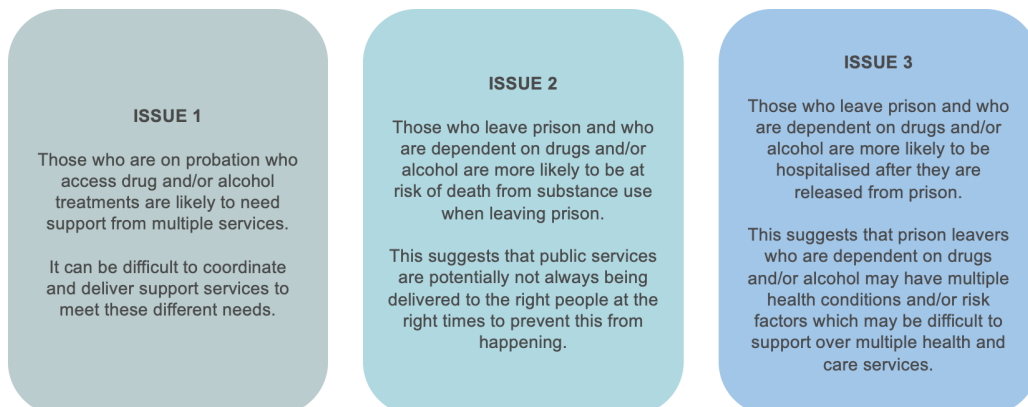 ISSUE 1
Those who are on probation who
access drug and/or alcohol
treatments are likely to need
support from multiple services.
It can be difficult to coordinate
and deliver support services to
meet these different needs.
ISSUE 2
Those who leave prison and who
are dependent on drugs and/or
alcohol are more likely to be at
risk of death from substance use
when leaving prison.
This suggests that public services
are potentially not always being
delivered to the right people at the
right times to prevent this from
happening.
ISSUE 3
Those who leave prison and who
are dependent on drugs and/or
alcohol are more likely to be
hospitalised after they are
released from prison.
This suggests that prison leavers
who are dependent on drugs
and/or alcohol may have multiple
health conditions and/or risk
factors which may be difficult to
support over multiple health and
care services.